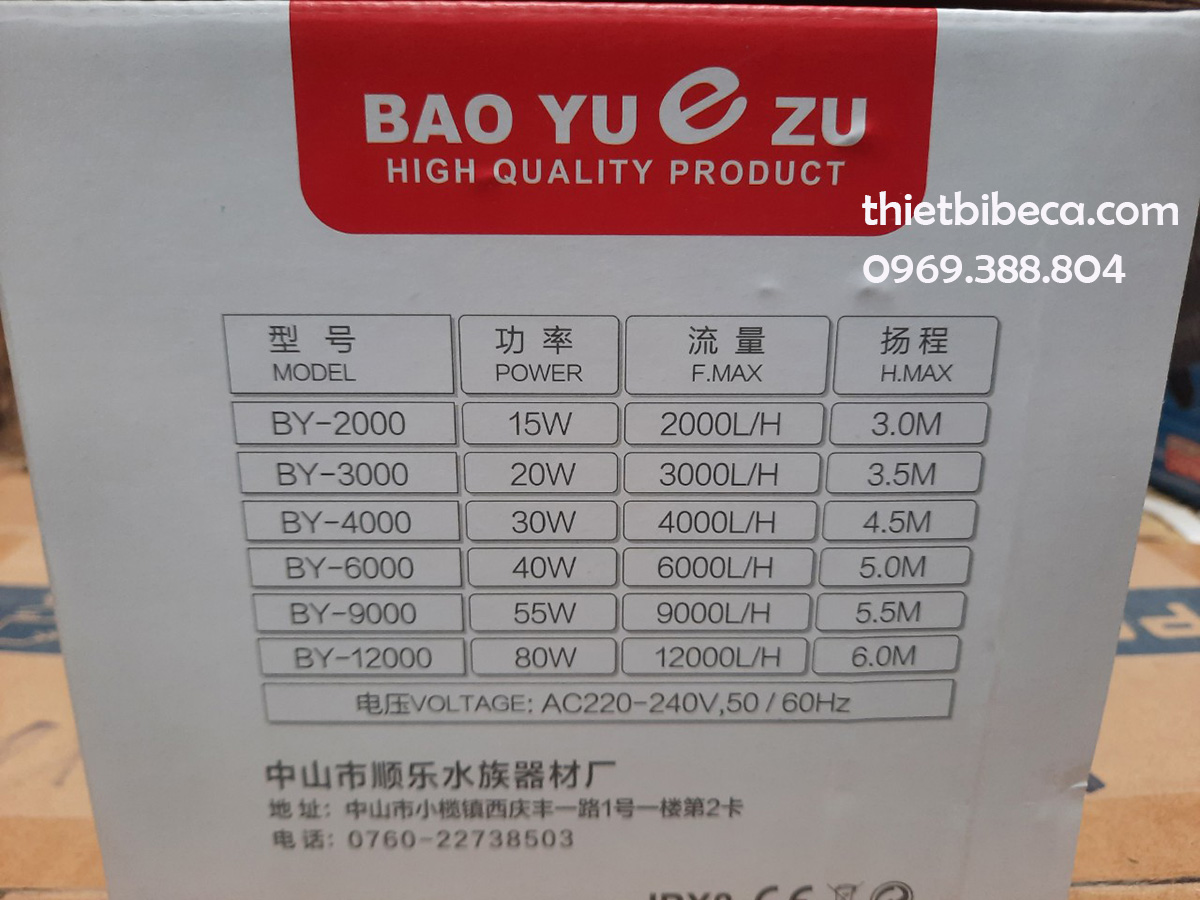 BAO YU e ZU
HIGH QUALITY PRODUCT
thietbibeca.com
0969.388.804
型号 功率 流量 扬程
MODEL POWER F.MAX H.MAX
BY-2000 15W 2000L/H 3.0M
BY-3000 20W 3000L/H 3.5M
BY-4000 30W 4000L/H 4.5M
BY-6000 40W 6000L/H 5.0M
BY-9000 55W 9000L/H 5.5M
BY-12000 80W 12000L/H 6.0M
电压VOLTAGE: AC220-240V,50 / 60Hz
中山市顺乐水族器材厂
地址: 中山市小榄镇西庆丰一路1号一楼第2卡
电话: 0760-22738503